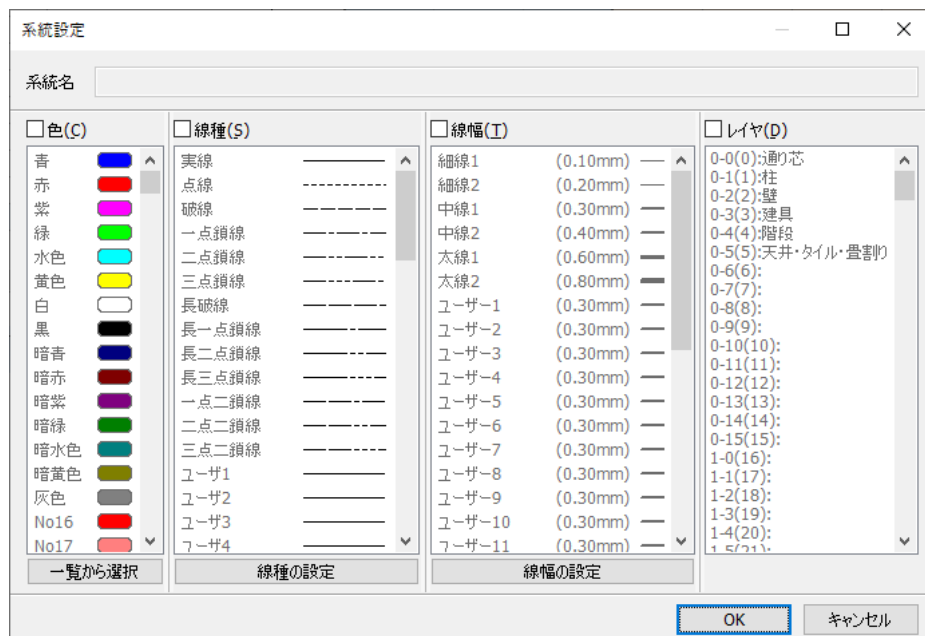 系統設定
系統名
色(C)
青
赤
紫
緑
水色
黄色
白
黒
暗青
暗赤
暗紫
暗緑
暗水色
暗黄色
灰色
No16
No17
一覧から選択
線種(S)
実線
点線
破線
一点鎖線
二点鎖線
三点鎖線
長破線
長一点鎖線
長二点鎖線
長三点鎖線
一点二鎖線
二点二鎖線
三点二鎖線
ユーザ1
ユーザ2
ユーザ3
ユーザ4
線種の設定
線幅(T)
細線1 (0.10mm)
細線2 (0.20mm)
中線1 (0.30mm)
中線2 (0.40mm)
太線1 (0.60mm)
太線2 (0.80mm)
ユーザー1 (0.30mm)
ユーザー2 (0.30mm)
ユーザー3 (0.30mm)
ユーザー4 (0.30mm)
ユーザー5 (0.30mm)
ユーザー6 (0.30mm)
ユーザー7 (0.30mm)
ユーザー8 (0.30mm)
ユーザー9 (0.30mm)
ユーザー10 (0.30mm)
ユーザー11 (0.30mm)
線幅の設定
レイヤ(D)
0-0(0):通り芯
0-1(1):柱
0-2(2):壁
0-3(3):建具
0-4(4):階段
0-5(5):天井・タイル・畳割り
0-6(6):
0-7(7):
0-8(8):
0-9(9):
0-10(10):
0-11(11):
0-12(12):
0-13(13):
0-14(14):
0-15(15):
1-0(16):
1-1(17):
1-2(18):
1-3(19):
1-4(20):
1-5(21):
OK
キャンセル